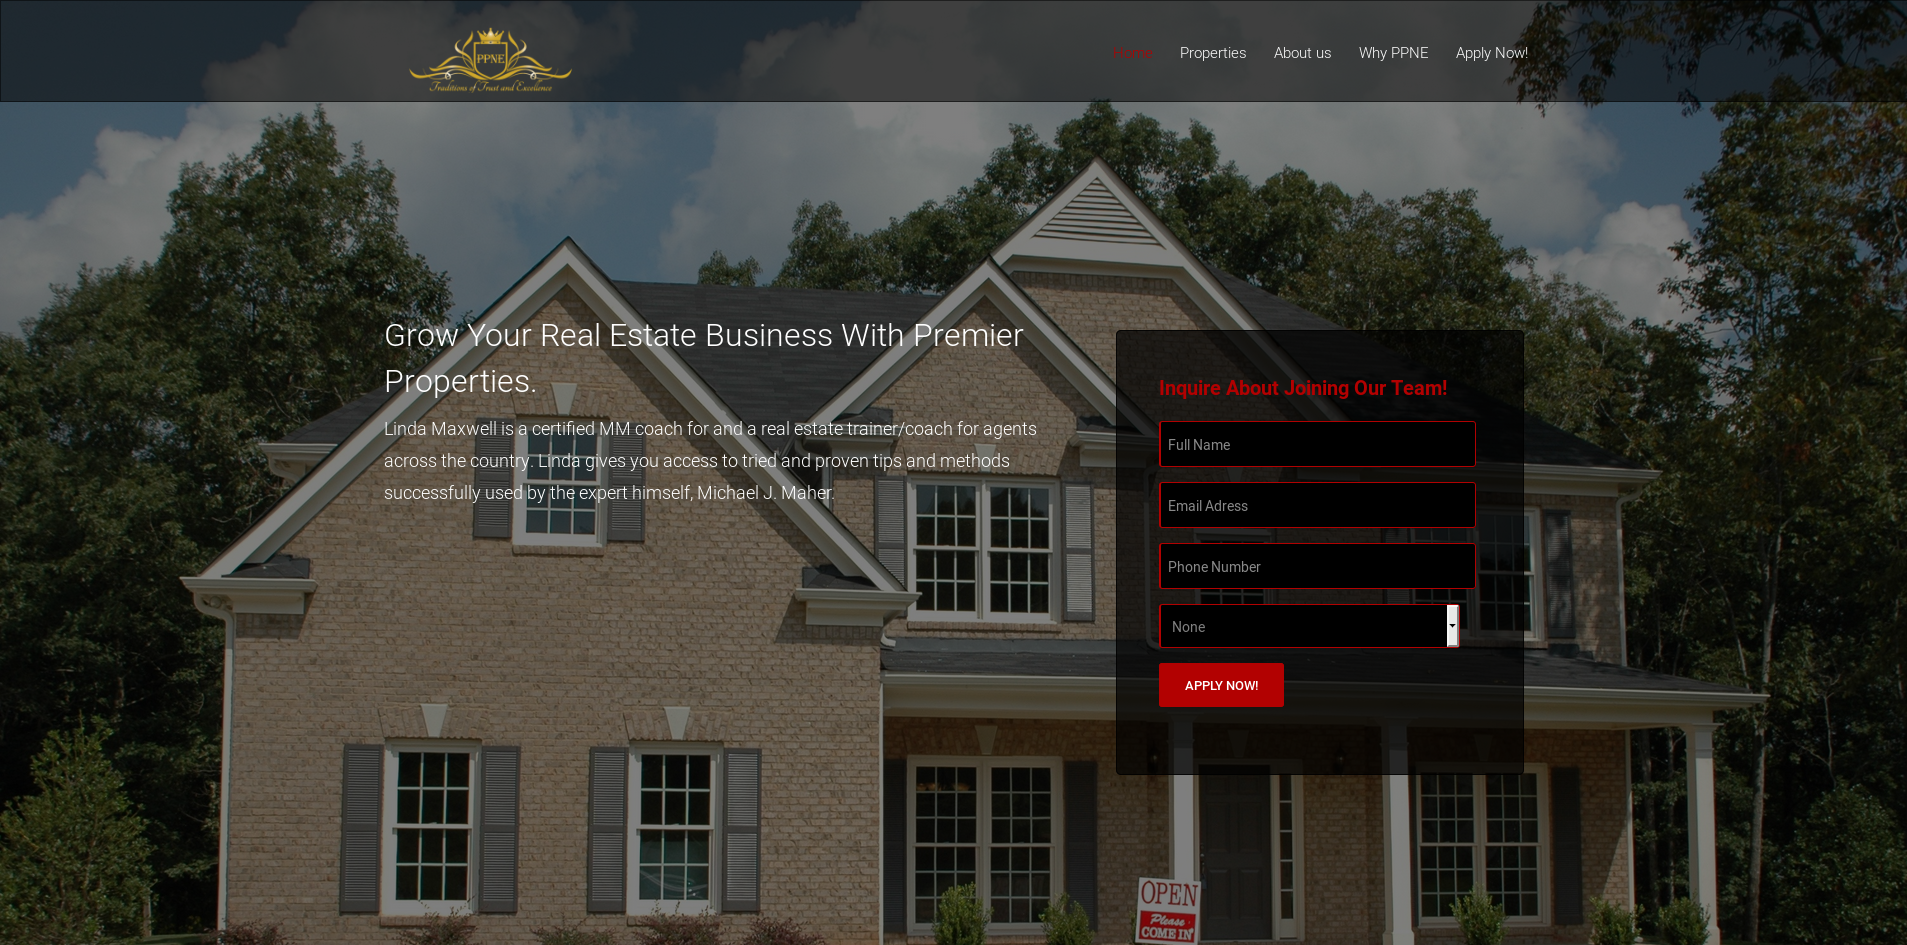 PPNE
Traditions of Trust and Excellence
Home
Properties
About us
Why PPNE
Apply Now!
Grow Your Real Estate Business With Premier
Properties.
Linda Maxwell is a certified MM coach for and a real estate trainer/coach for agents
across the country. Linda gives you access to tried and proven tips and methods
successfully used by the expert himself, Michael J. Maher.
Inquire About Joining Our Team!
Full Name
Email Adress
Phone Number
None
APPLY NOW!
OPEN
Please
COME IN